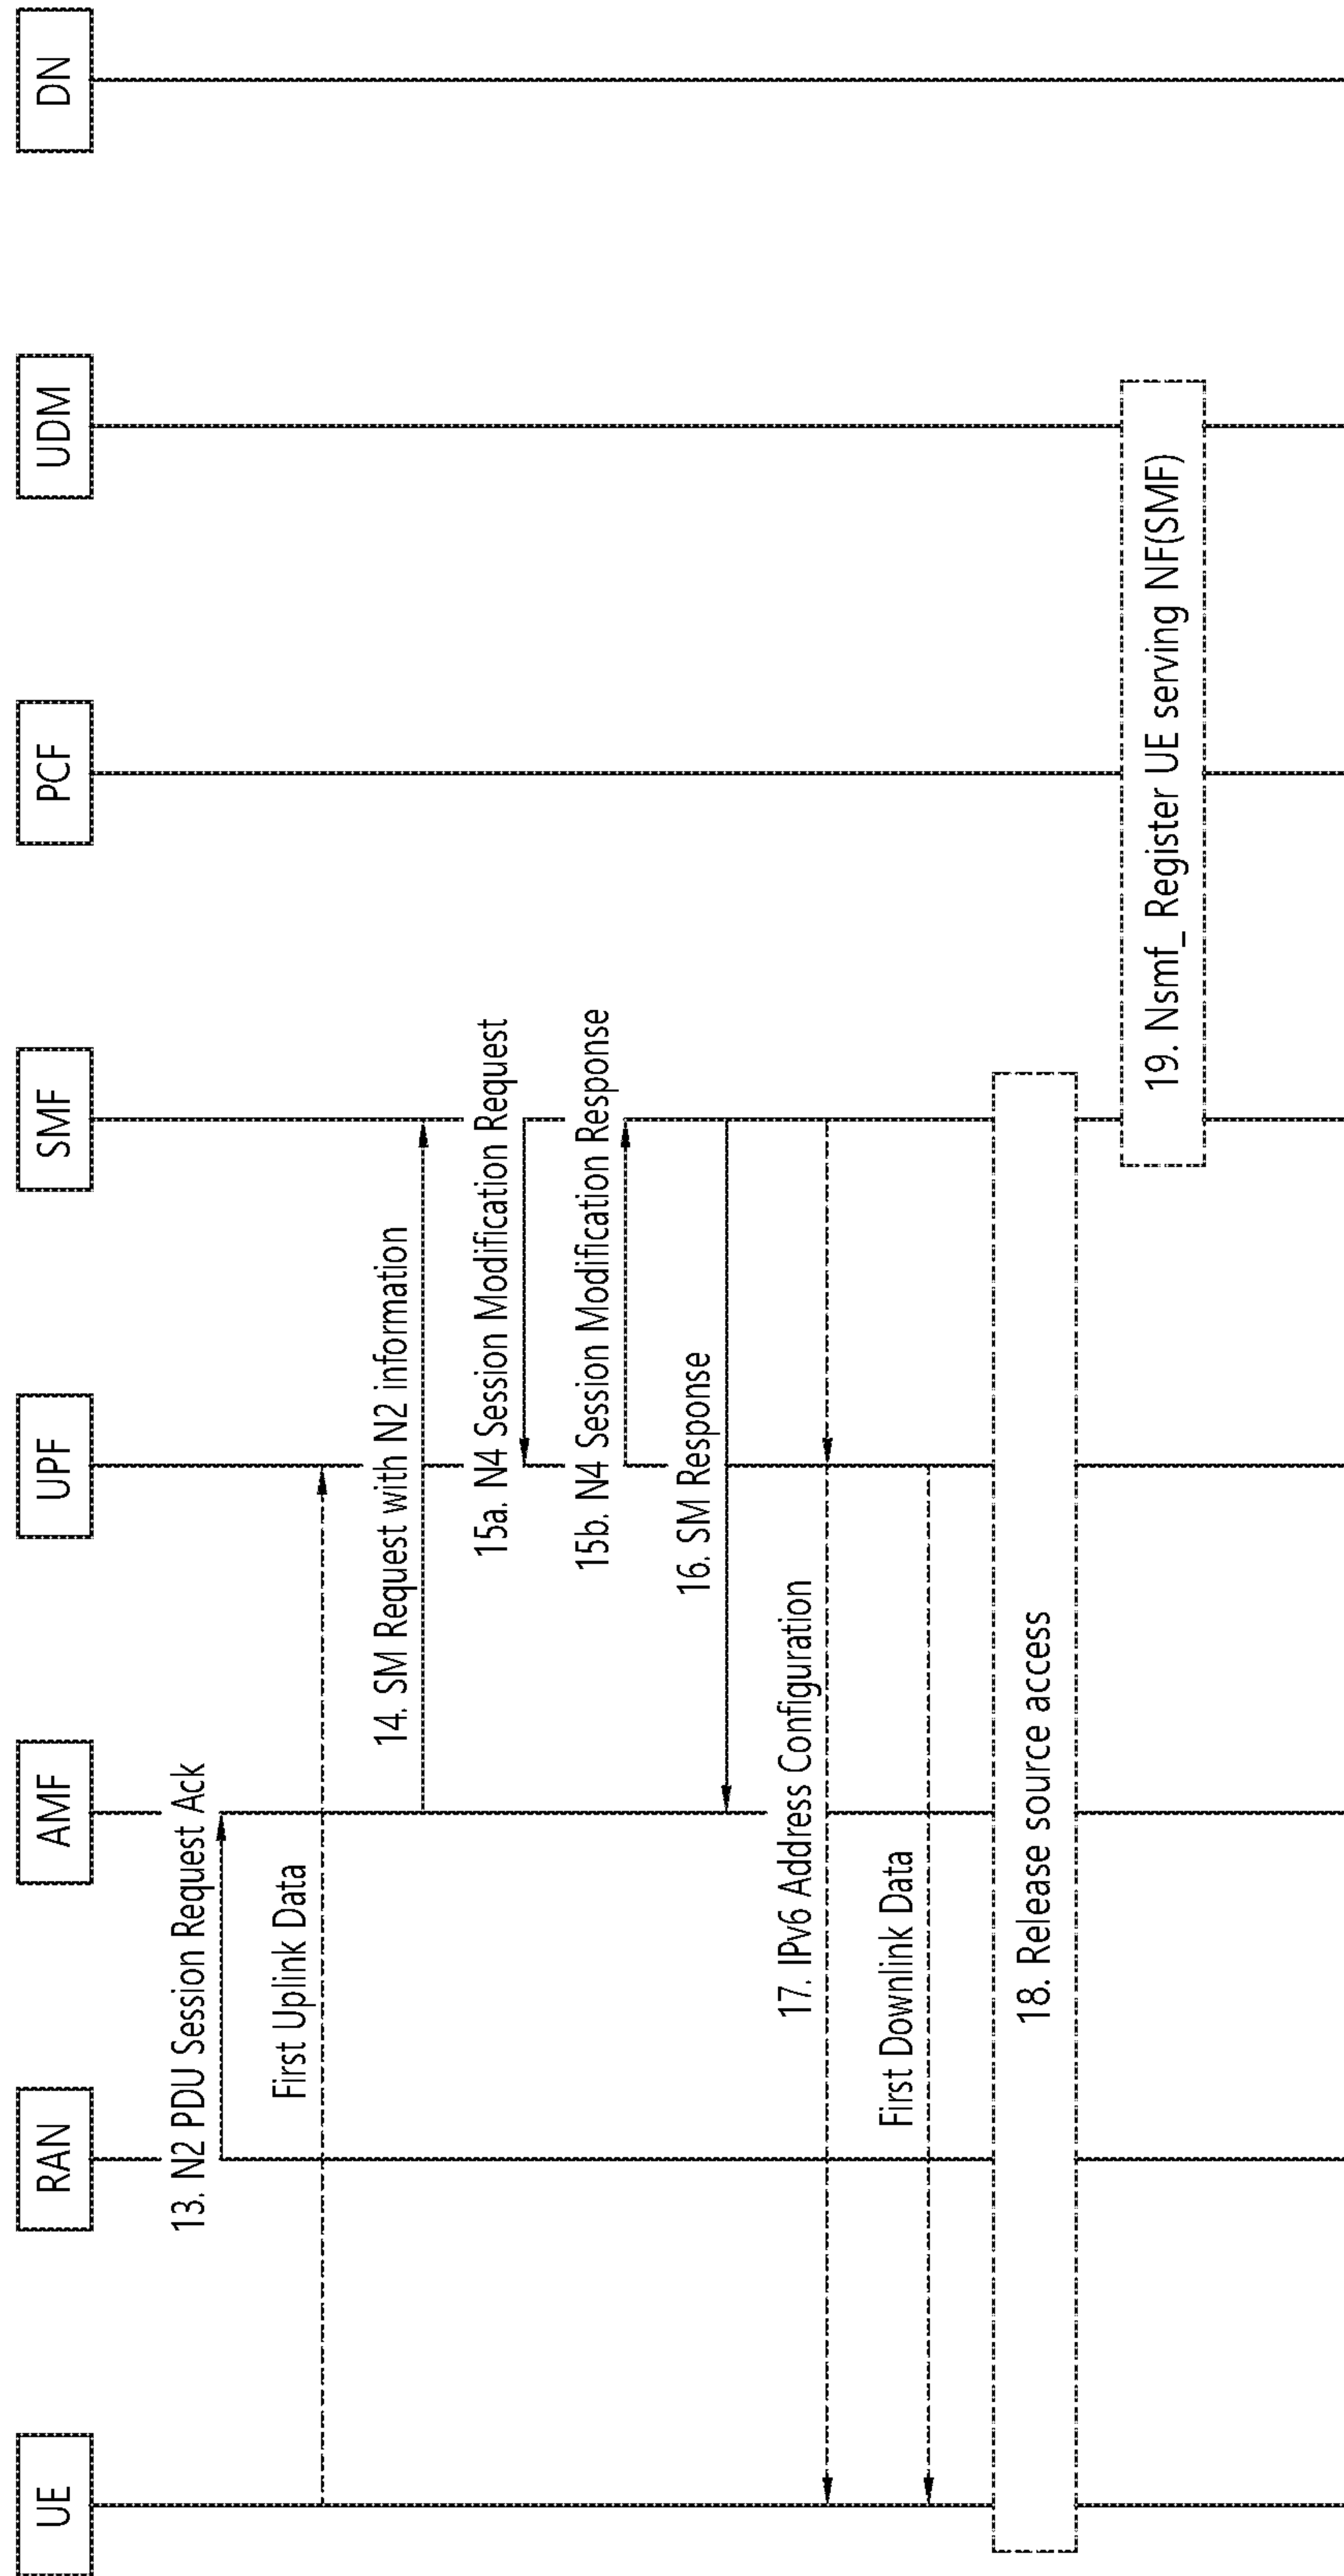 UE
RAN
AMF
UPF
SMF
PCF
UDM
DN
13. N2 PDU Session Request Ack
First Uplink Data
14. SM Request with N2 information
15a. N4 Session Modification Request
15b. N4 Session Modification Response
16. SM Response
17. IPv6 Address Configuration
First Downlink Data
18. Release source access
19. Nsmf_ Register UE serving NF(SMF)